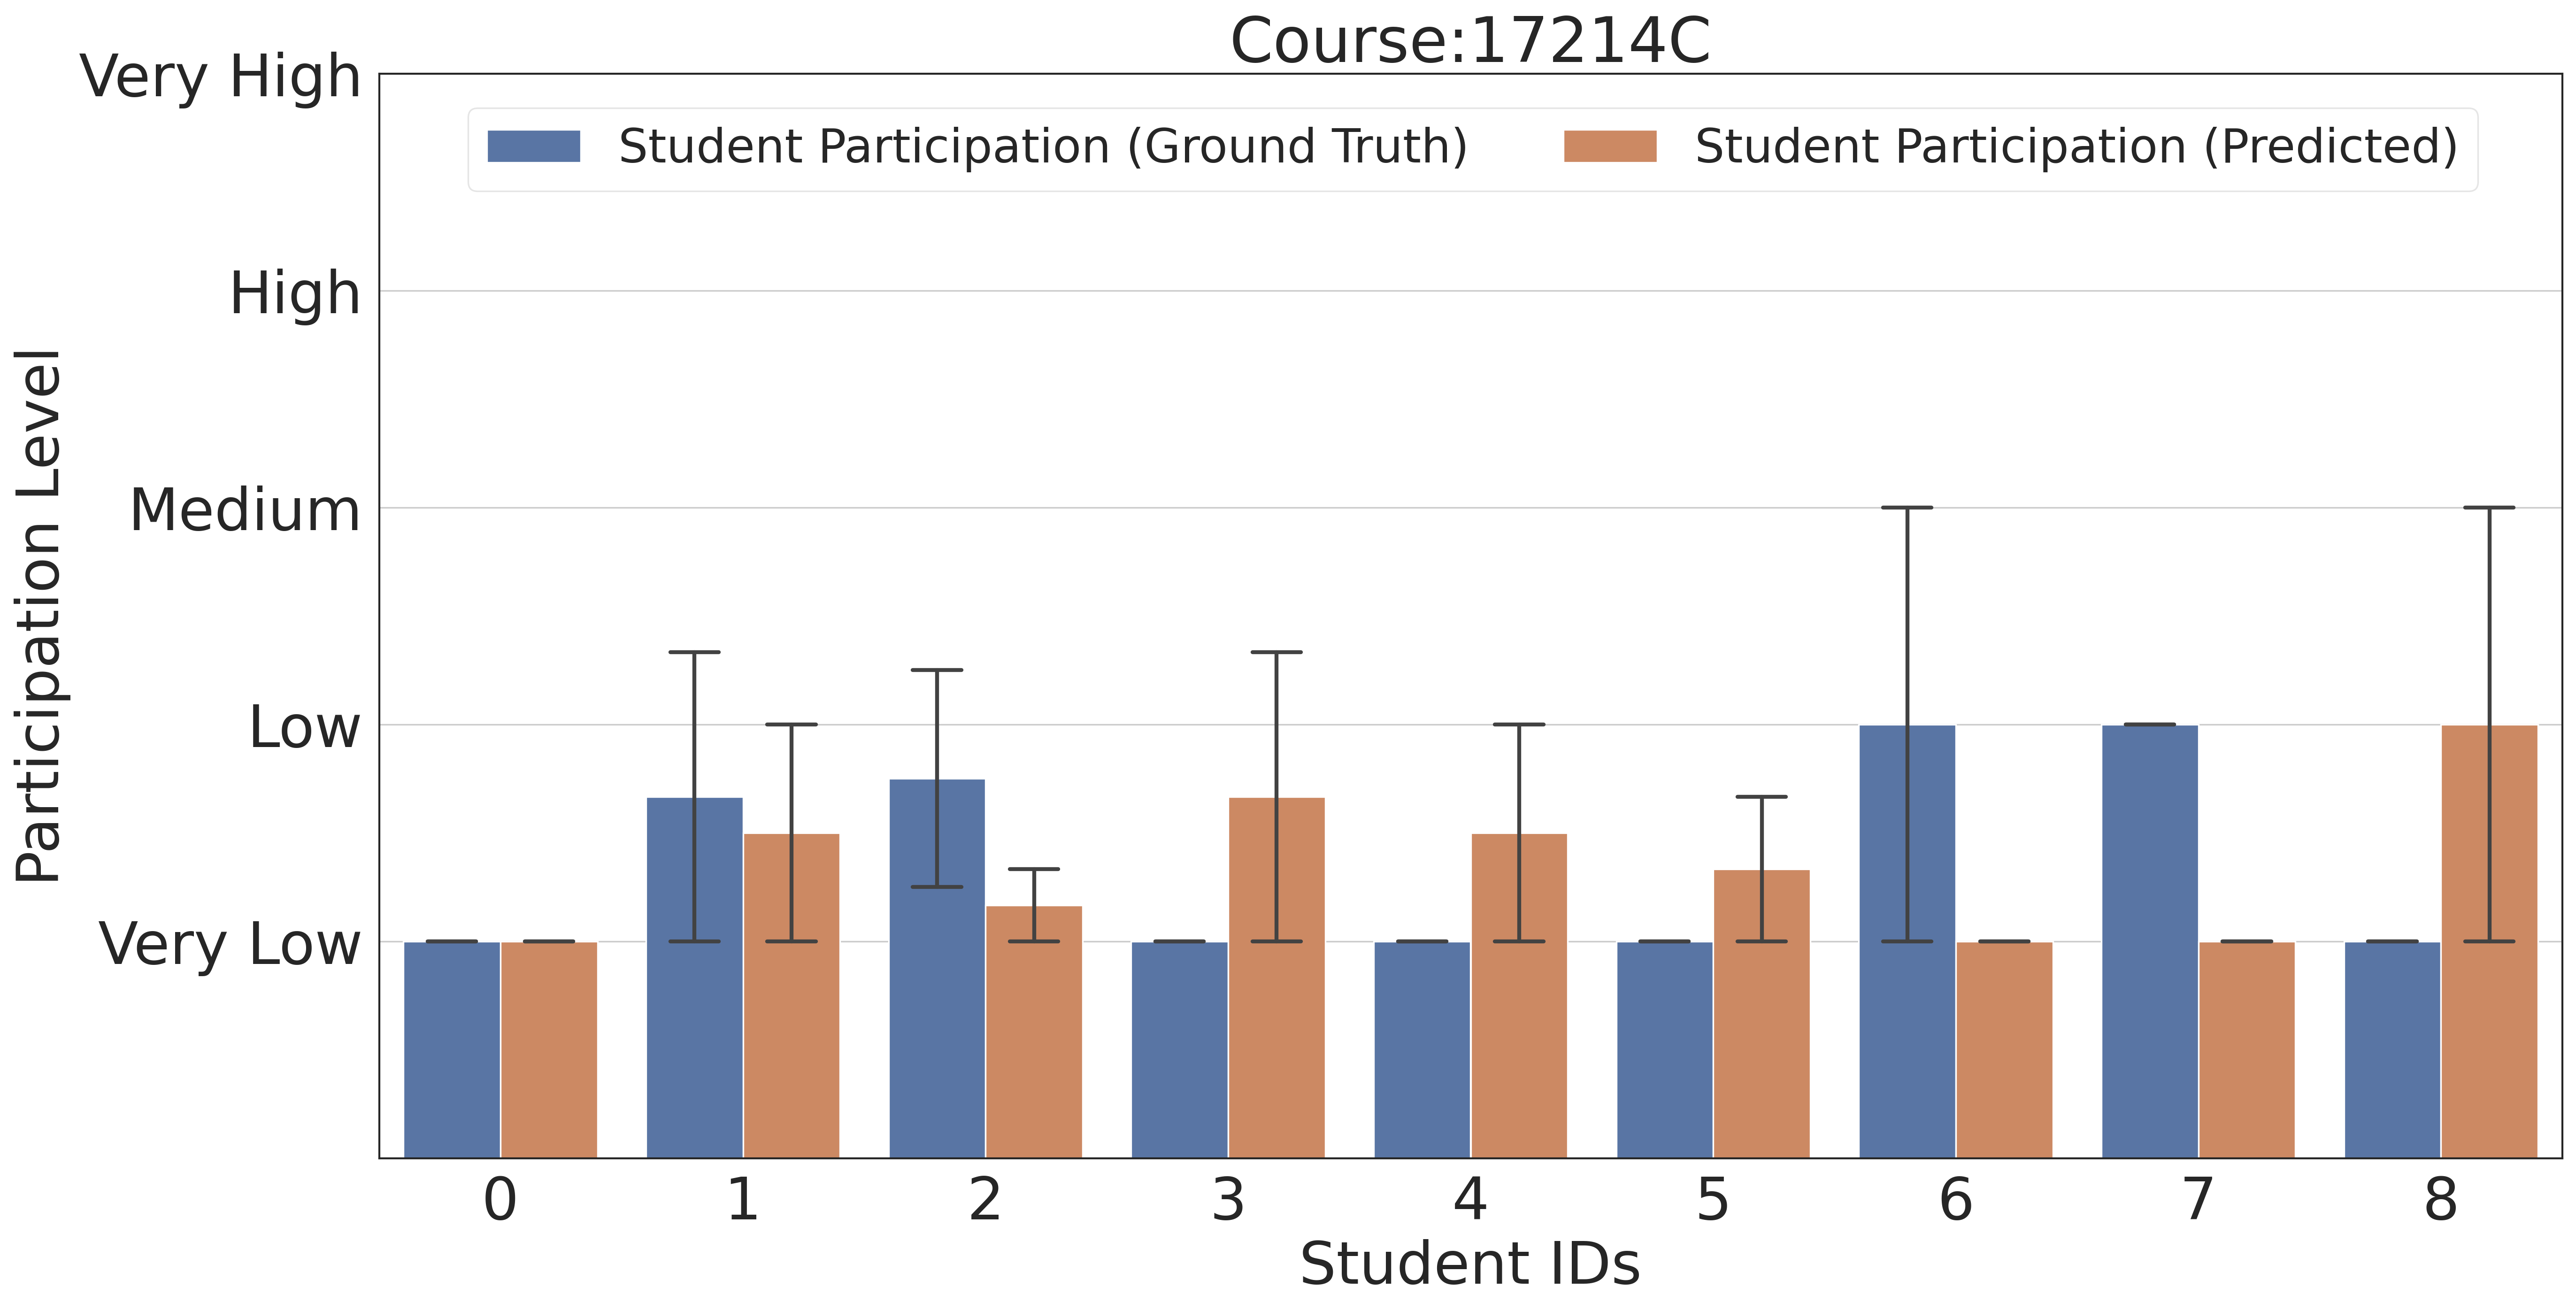 Course:17214C
Student Participation (Ground Truth)
Student Participation (Predicted)
Very High
High
Medium
Low
Very Low
Participation Level
0 1 2 3 4 5 6 7 8
Student IDs